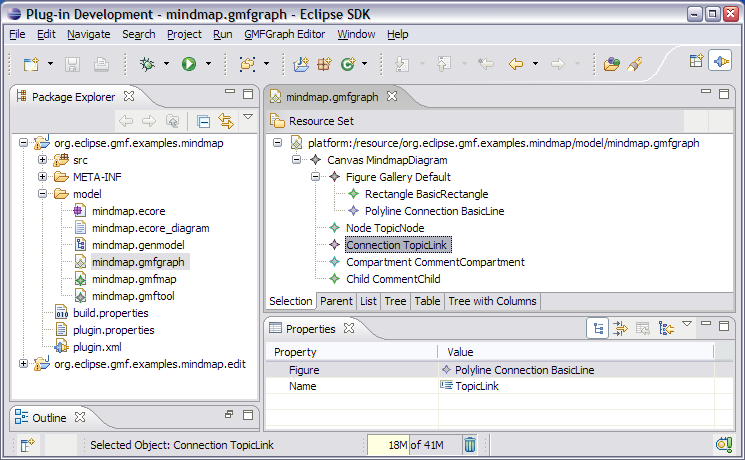 Plug-in Development - mindmap.gmfgraph - Eclipse SDK
File Edit Navigate Search Project Run GMFGraph Editor Window Help
Package Explorer
org.eclipse.gmf.examples.mindmap
src
META-INF
model
mindmap.ecore
mindmap.ecore_diagram
mindmap.genmodel
mindmap.gmfgraph
mindmap.gmfmap
mindmap.gmftool
build.properties
plugin.properties
plugin.xml
org.eclipse.gmf.examples.mindmap.edit
Outline
mindmap.gmfgraph
Resource Set
platform:/resource/org.eclipse.gmf.examples.mindmap/model/mindmap.gmfgraph
Canvas MindmapDiagram
Figure Gallery Default
Rectangle BasicRectangle
Polyline Connection BasicLine
Node TopicNode
Connection TopicLink
Compartment CommentCompartment
Child CommentChild
Selection Parent List Tree Table Tree with Columns
Properties
Property Value
Figure Polyline Connection BasicLine
Name TopicLink
Selected Object: Connection TopicLink 18M of 41M